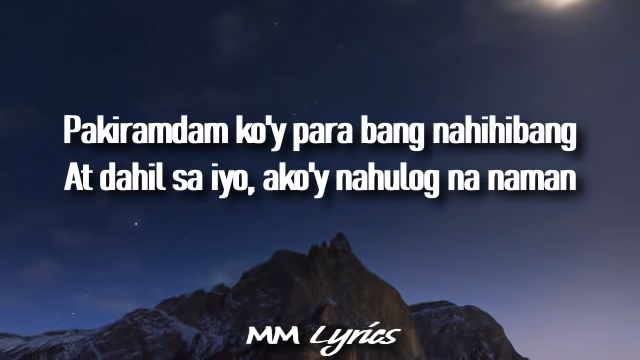 Pakiramdam ko'y para bang nahihibang
At dahil sa iyo, ako'y nahulog na naman
MM Lyrics